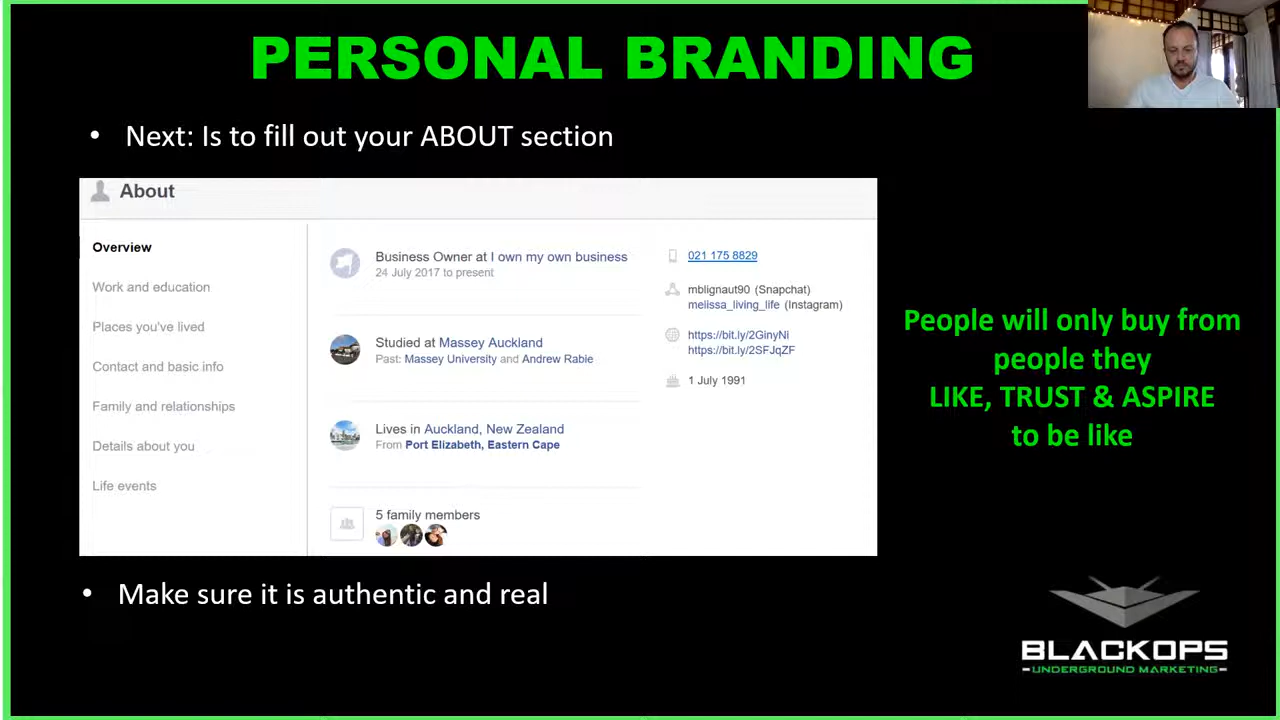 PERSONAL BRANDING
• Next: Is to fill out your ABOUT section
About
Overview
Work and education
Places you've lived
Contact and basic info
Family and relationships
Details about you
Life events
Business Owner at I own my own business
24 July 2017 to present
Studied at Massey Auckland
Past: Massey University and Andrew Rabie
Lives in Auckland, New Zealand
From Port Elizabeth, Eastern Cape
5 family members
021 175 8829
mblignaut90 (Snapchat)
melissa_living_life (Instagram)
https://bit.ly/2GinyNi
https://bit.ly/2SFJqZF
1 July 1991
People will only buy from
people they
LIKE, TRUST & ASPIRE
to be like
• Make sure it is authentic and real
BLACKOPS
UNDERGROUND MARKETING